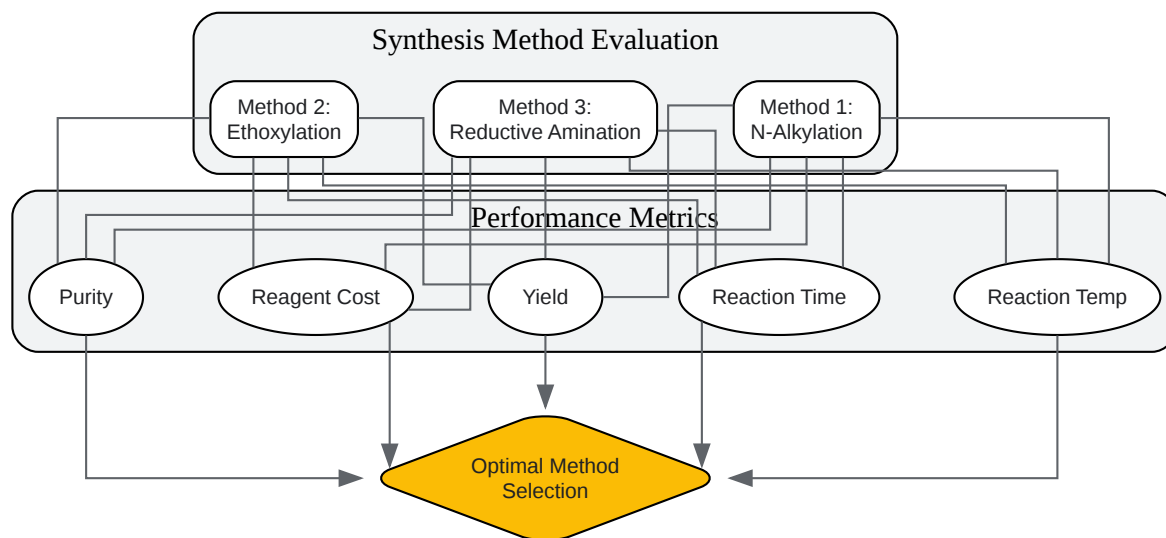 Synthesis Method Evaluation
Method 2:
Ethoxylation
Method 3:
Reductive Amination
Method 1:
N-Alkylation
Performance Metrics
Purity
Reagent Cost
Yield
Reaction Time
Reaction Temp
Optimal Method
Selection